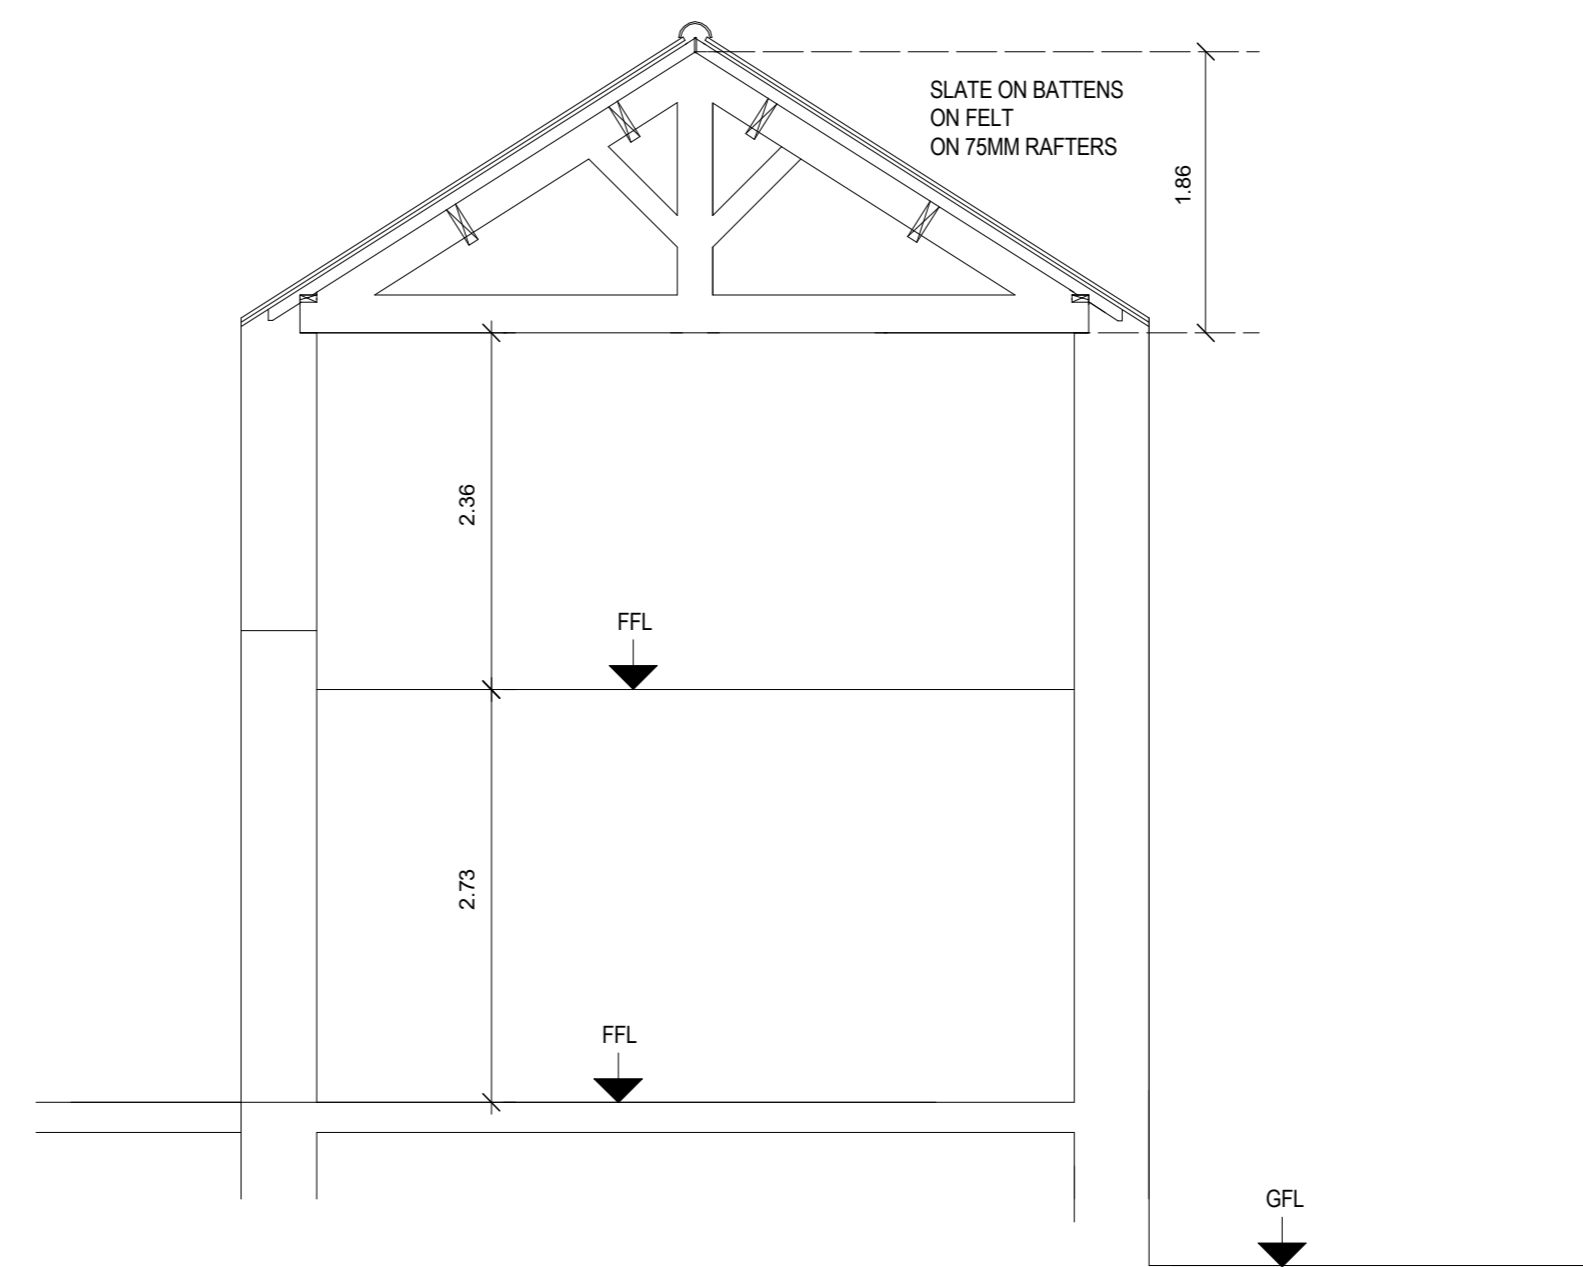 SLATE ON BATTENS
ON FELT
ON 75MM RAFTERS
1.86
2.36
FFL
2.73
FFL
GFL